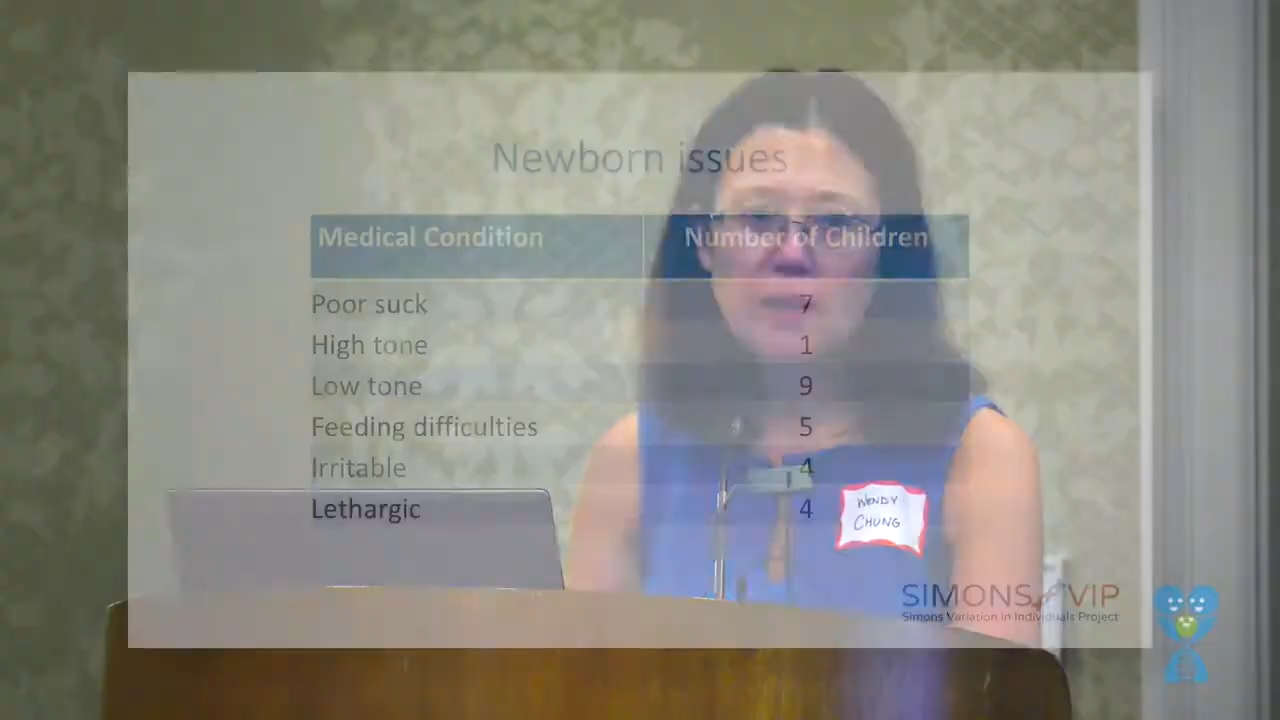 Newborn issues
Medical Condition Number of Children
Poor suck 7
High tone 1
Low tone 9
Feeding difficulties 5
Irritable 4
Lethargic 4
WENDY
CHUNG
SIMONS VIP
Simons Variation in Individuals Project